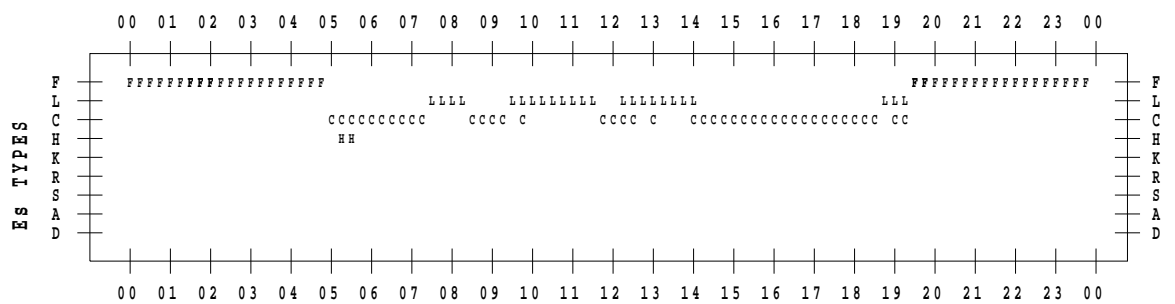 00 01 02 03 04 05 06 07 08 09 10 11 12 13 14 15 16 17 18 19 20 21 22 23 00
Es TYPES
F FFFFFFFFFFFFFFFFFFFF FFFFFFFFFFFFFFFFFF F
L LLLL LLLLLLLLL LLLLLLLL LLL L
C CCCCCCCCCC CCCC C CCCC C CCCCCCCCCCCCCCCCCCC CC C
H HH H
K K
R R
S S
A A
D D
00 01 02 03 04 05 06 07 08 09 10 11 12 13 14 15 16 17 18 19 20 21 22 23 00